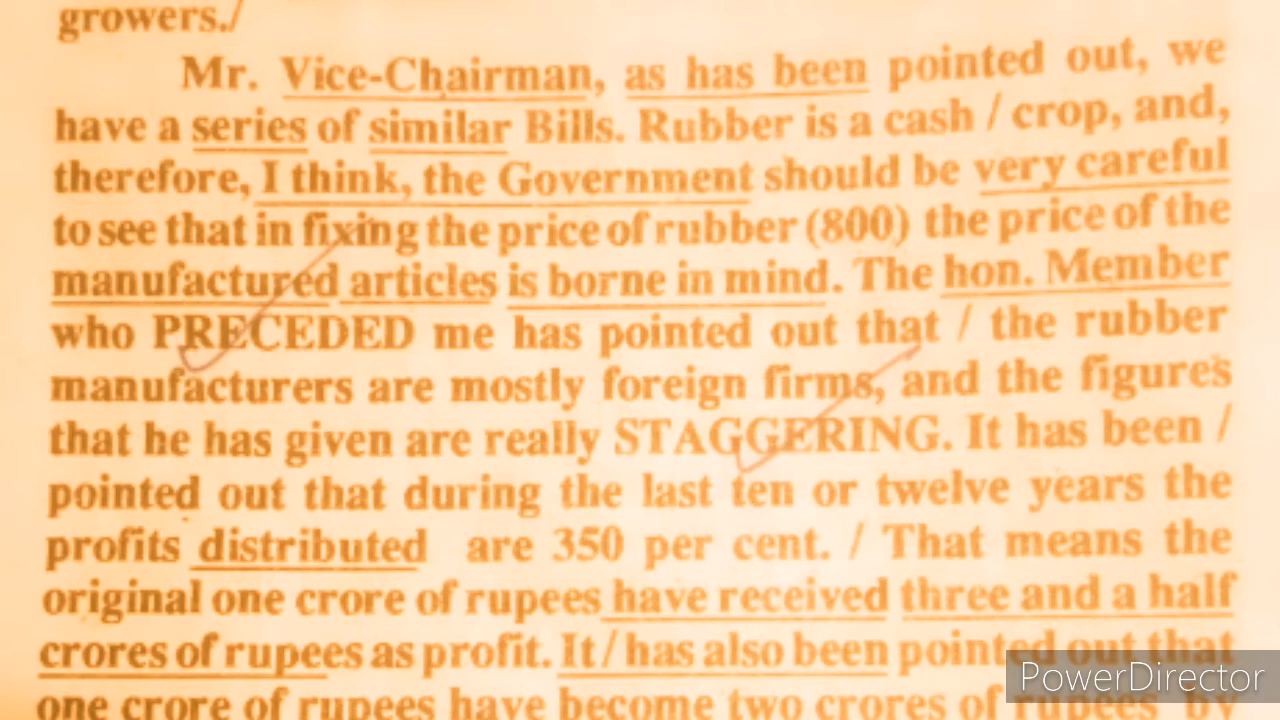 growers./
Mr. Vice-Chairman, as has been pointed out, we
have a series of similar Bills. Rubber is a cash / crop, and,
therefore, I think, the Government should be very careful
to see that in fixing the price of rubber (800) the price of the
manufactured articles is borne in mind. The hon. Member
who PRECEDED me has pointed out that / the rubber
manufacturers are mostly foreign firms, and the figures
that he has given are really STAGGERING. It has been /
pointed out that during the last ten or twelve years the
profits distributed are 350 per cent. / That means the
original one crore of rupees have received three and a half
crores of rupees as profit. It / has also been pointed out that
one crore of rupees have become two crores of rupees by
PowerDirector